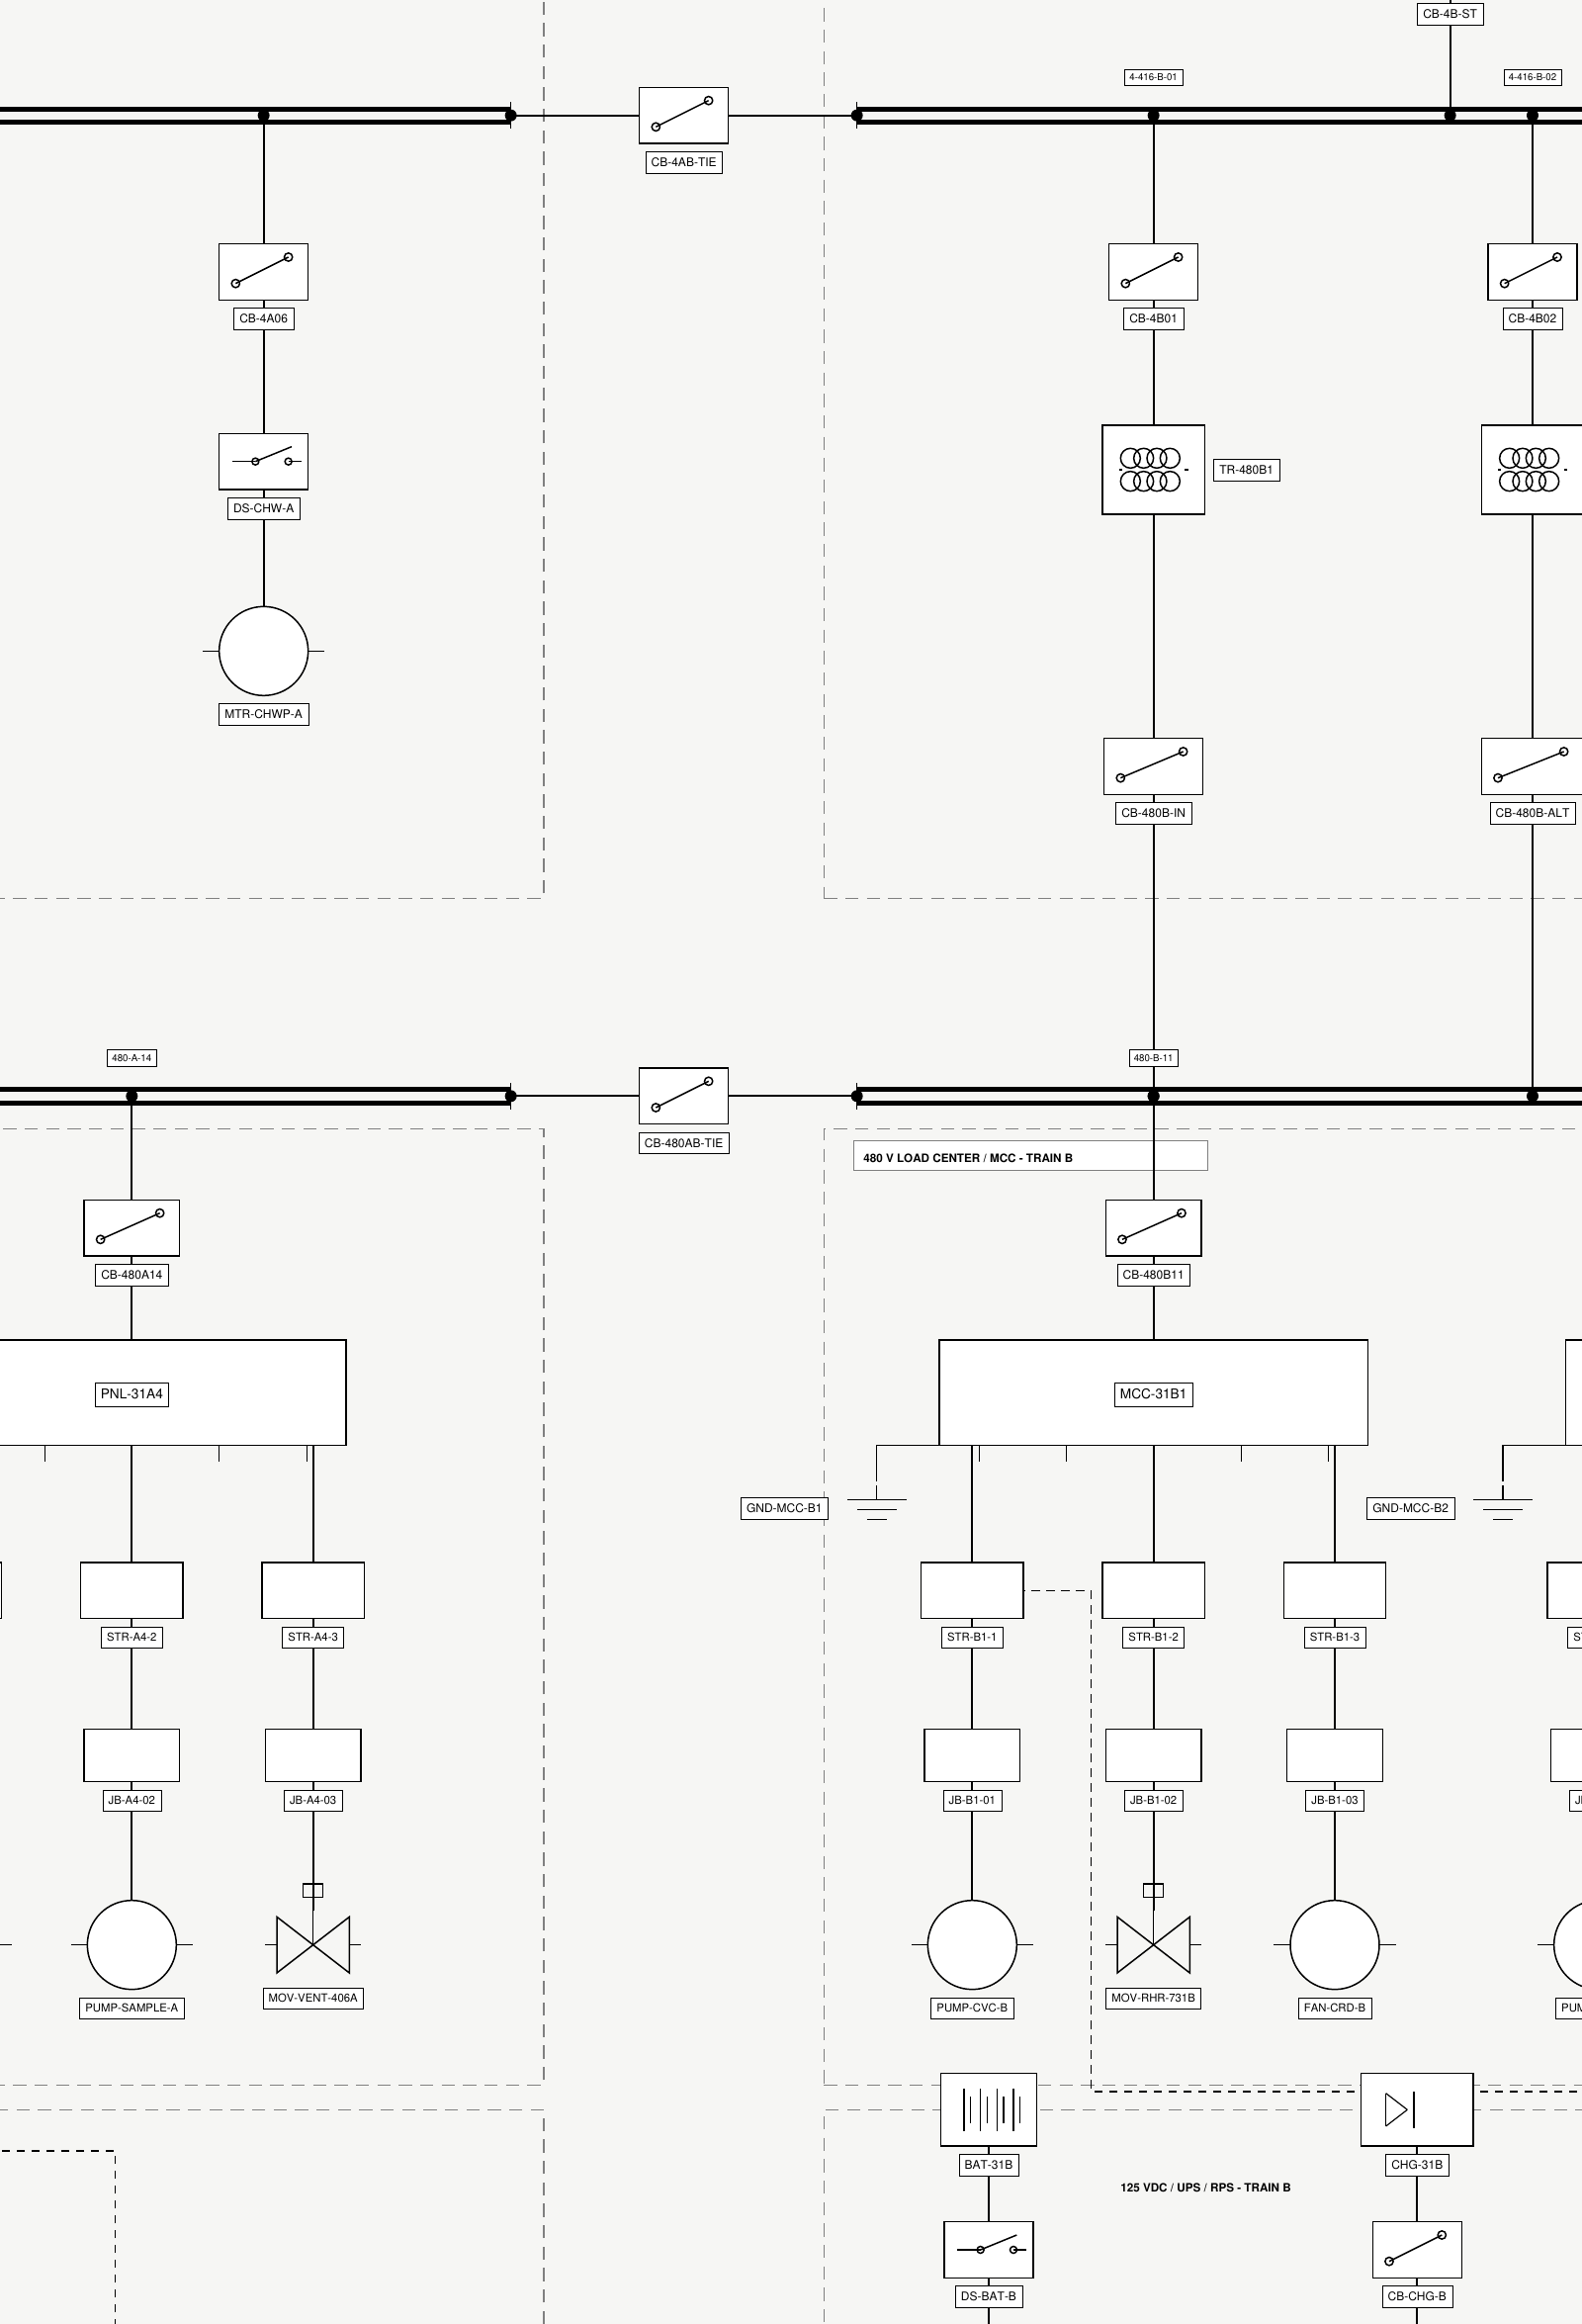 CB-4B-ST
4-416-B-01
4-416-B-02
CB-4AB-TIE
CB-4A06
CB-4B01
CB-4B02
TR-480B1
DS-CHW-A
MTR-CHWP-A
CB-480B-IN
CB-480B-ALT
480-A-14
480-B-11
CB-480AB-TIE
480 V LOAD CENTER / MCC - TRAIN B
CB-480A14
CB-480B11
PNL-31A4
MCC-31B1
GND-MCC-B1
GND-MCC-B2
STR-A4-2
STR-A4-3
STR-B1-1
STR-B1-2
STR-B1-3
JB-A4-02
JB-A4-03
JB-B1-01
JB-B1-02
JB-B1-03
PUMP-SAMPLE-A
MOV-VENT-406A
PUMP-CVC-B
MOV-RHR-731B
FAN-CRD-B
BAT-31B
CHG-31B
125 VDC / UPS / RPS - TRAIN B
DS-BAT-B
CB-CHG-B